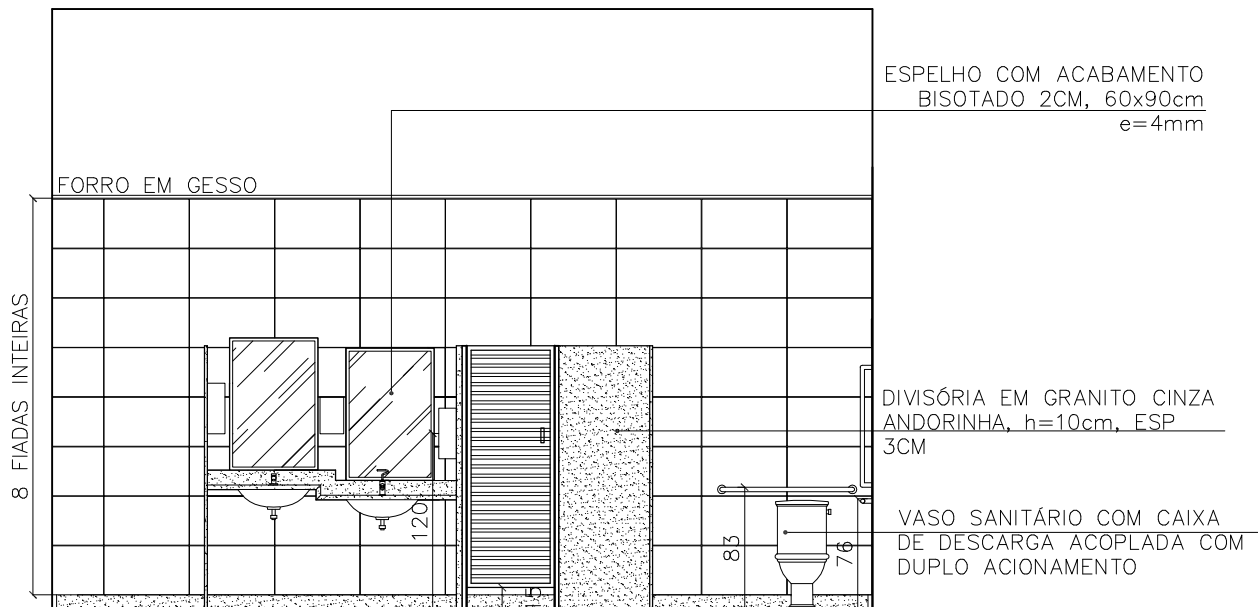 ESPELHO COM ACABAMENTO
BISOTADO 2CM, 60x90cm
e=4mm
FORRO EM GESSO
8 FIADAS INTEIRAS
DIVISÓRIA EM GRANITO CINZA
ANDORINHA, h=10cm, ESP
3CM
120
83
76
15
VASO SANITÁRIO COM CAIXA
DE DESCARGA ACOPLADA COM
DUPLO ACIONAMENTO